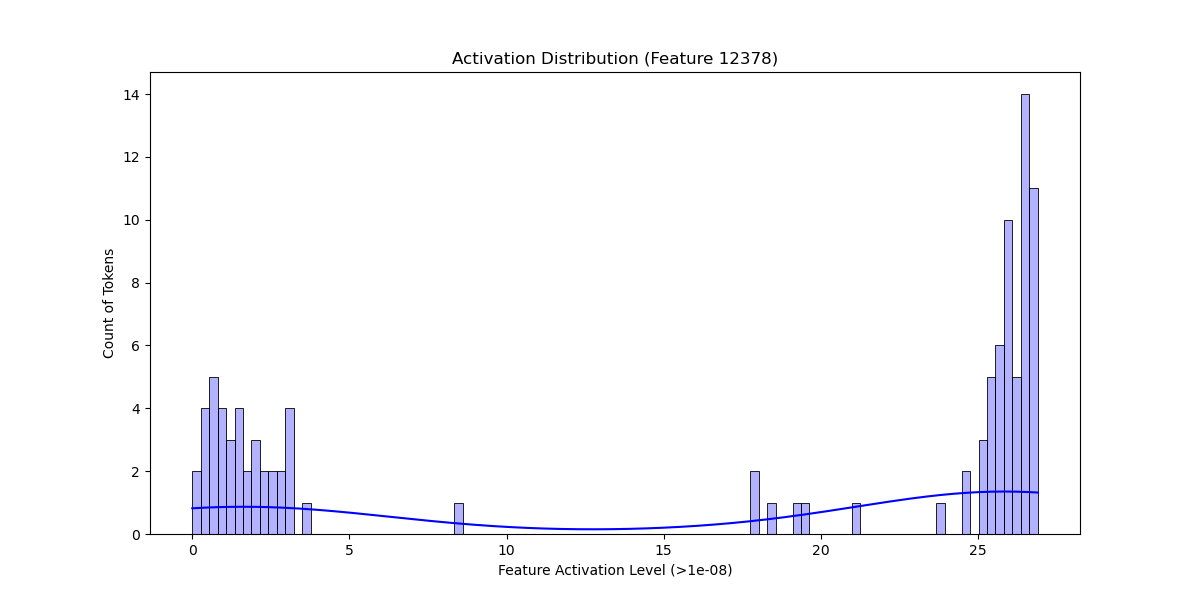 Activation Distribution (Feature 12378)
14
12
10
8
6
4
2
0
Count of Tokens
0 5 10 15 20 25
Feature Activation Level (>1e-08)